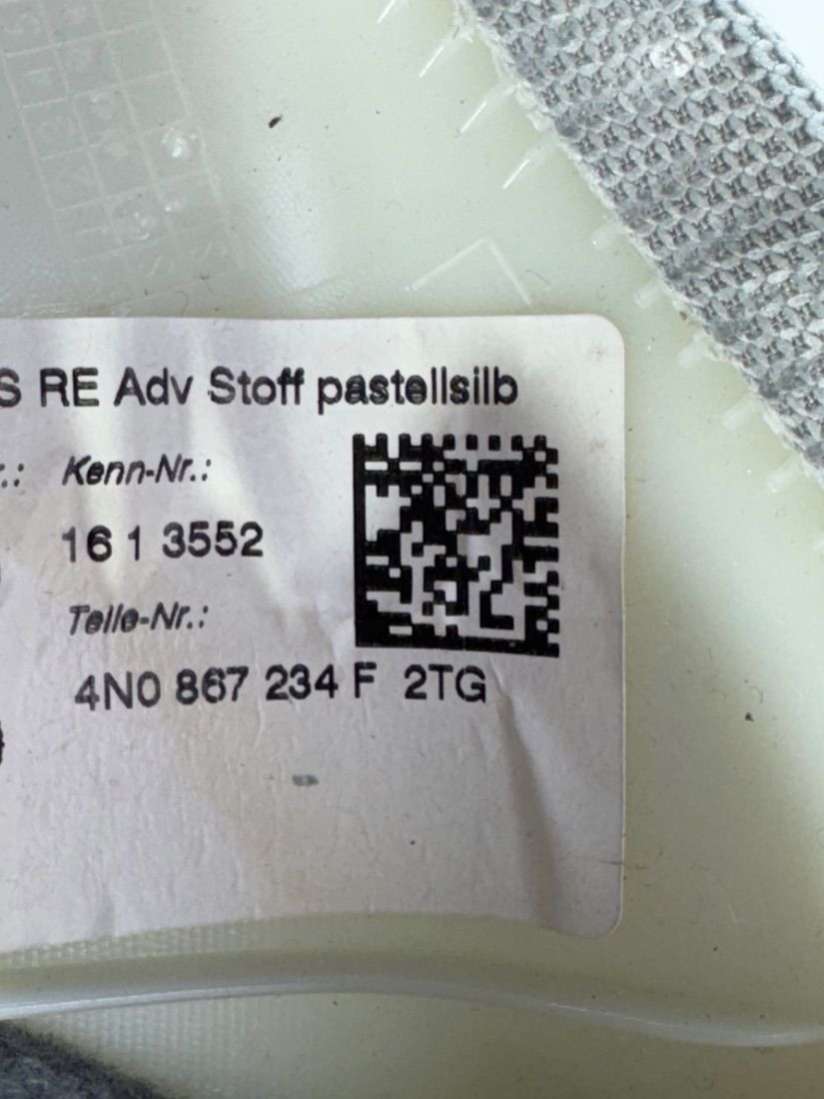 S RE Adv Stoff pastellsilb
r.: Kenn-Nr.:
16 1 3552
Teile-Nr.:
4N0 867 234 F 2TG